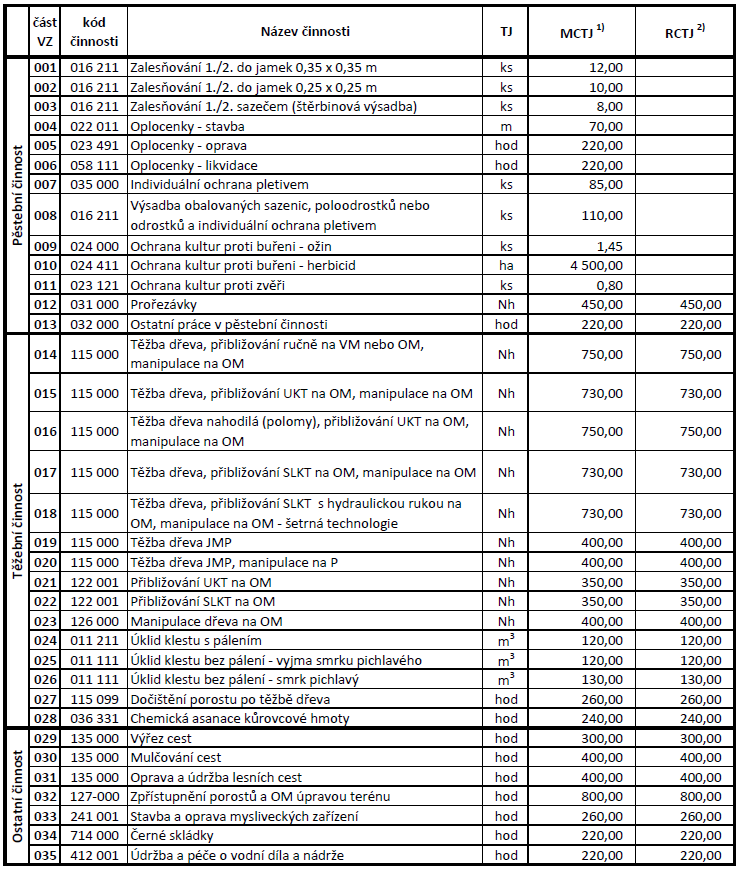 část VZ kód činnosti Název činnosti TJ MCTJ 1) RCTJ 2)
Pěstební činnost
001 016 211 Zalesňování 1./2. do jamek 0,35 x 0,35 m ks 12,00
002 016 211 Zalesňování 1./2. do jamek 0,25 x 0,25 m ks 10,00
003 016 211 Zalesňování 1./2. sazečem (štěrbinová výsadba) ks 8,00
004 022 011 Oplocenky - stavba m 70,00
005 023 491 Oplocenky - oprava hod 220,00
006 058 111 Oplocenky - likvidace hod 220,00
007 035 000 Individuální ochrana pletivem ks 85,00
008 016 211 Výsadba obalovaných sazenic, poloodrostků nebo
odrostků a individuální ochrana pletivem ks 110,00
009 024 000 Ochrana kultur proti buřeni - ožin ks 1,45
010 024 411 Ochrana kultur proti buřeni - herbicid ha 4 500,00
011 023 121 Ochrana kultur proti zvěři ks 0,80
012 031 000 Prořezávky Nh 450,00 450,00
013 032 000 Ostatní práce v pěstební činnosti hod 220,00 220,00
Těžební činnost
014 115 000 Těžba dřeva, přibližování ručně na VM nebo OM,
manipulace na OM Nh 750,00 750,00
015 115 000 Těžba dřeva, přibližování UKT na OM, manipulace na OM Nh 730,00 730,00
016 115 000 Těžba dřeva nahodilá (polomy), přibližování UKT na OM,
manipulace na OM Nh 750,00 750,00
017 115 000 Těžba dřeva, přibližování SLKT na OM, manipulace na OM Nh 730,00 730,00
018 115 000 Těžba dřeva, přibližování SLKT s hydraulickou rukou na
OM, manipulace na OM - šetrná technologie Nh 730,00 730,00
019 115 000 Těžba dřeva JMP Nh 400,00 400,00
020 115 000 Těžba dřeva JMP, manipulace na P Nh 400,00 400,00
021 122 001 Přibližování UKT na OM Nh 350,00 350,00
022 122 001 Přibližování SLKT na OM Nh 350,00 350,00
023 126 000 Manipulace dřeva na OM Nh 400,00 400,00
024 011 211 Úklid klestu s pálením m³ 120,00 120,00
025 011 111 Úklid klestu bez pálení - vyjma smrku pichlavého m³ 120,00 120,00
026 011 111 Úklid klestu bez pálení - smrk pichlavý m³ 130,00 130,00
027 115 099 Dočištění porostu po těžbě dřeva hod 260,00 260,00
028 036 331 Chemická asanace kůrovcové hmoty hod 240,00 240,00
Ostatní činnost
029 135 000 Výřez cest hod 300,00 300,00
030 135 000 Mulčování cest hod 400,00 400,00
031 135 000 Oprava a údržba lesních cest hod 400,00 400,00
032 127-000 Zpřístupnění porostů a OM úpravou terénu hod 800,00 800,00
033 241 001 Stavba a oprava mysliveckých zařízení hod 260,00 260,00
034 714 000 Černé skládky hod 220,00 220,00
035 412 001 Údržba a péče o vodní díla a nádrže hod 220,00 220,00